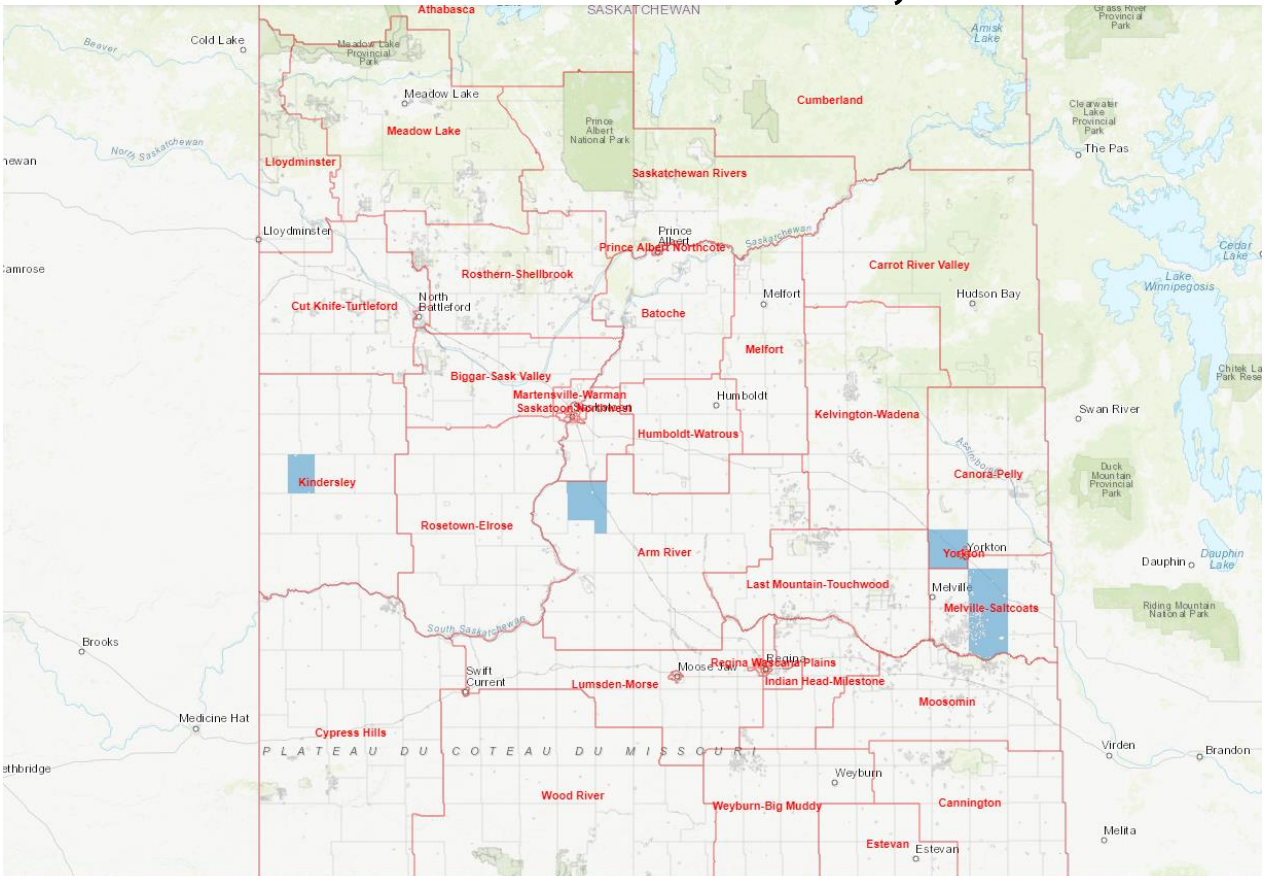 Athabasca
SASKATCHEWAN
Grass River
Provincial
Park
Cold Lake
Beaver
Meadow Lake
Provincial
Park
Amisk
Lake
Meadow Lake
Cumberland
Clearwater
Lake
Provincial
Park
Prince
Albert
National Park
Meadow Lake
North Saskatchewan
hewan
Lloydminster
The Pas
Saskatchewan Rivers
Lloydminster
Prince
Albert
Prince Albert Northcote
Saskatchewan
Cedar
Lake
amrose
Rosthern-Shellbrook
Carrot River Valley
Lake
Winnipegosis
North
Battleford
Cut Knife-Turtleford
Batoche
Melfort
Hudson Bay
Melfort
Biggar-Sask Valley
Chitek La
Park Rese
Martensville-Warman
Saskatoon Northwest
Humboldt
Swan River
Kelvington-Wadena
Humboldt-Watrous
Assiniboine
Canora-Pelly
Duck
Mountain
Provincial
Park
Kindersley
Rosetown-Elrose
Arm River
Yorkton
Yorkton
Dauphin
Dauphin
Lake
Last Mountain-Touchwood
Melville
Melville-Saltcoats
Riding Mountain
National Park
South Saskatchewan
Brooks
Swift
Current
Moose Jaw
Regina
Regina Wascana Plains
Lumsden-Morse
Indian Head-Milestone
Moosomin
Medicine Hat
Cypress Hills
PLATEAU DU COTEAU DU MISSOURI
Virden
Brandon
ethbridge
Weyburn
Wood River
Weyburn-Big Muddy
Cannington
Melita
Estevan
Estevan